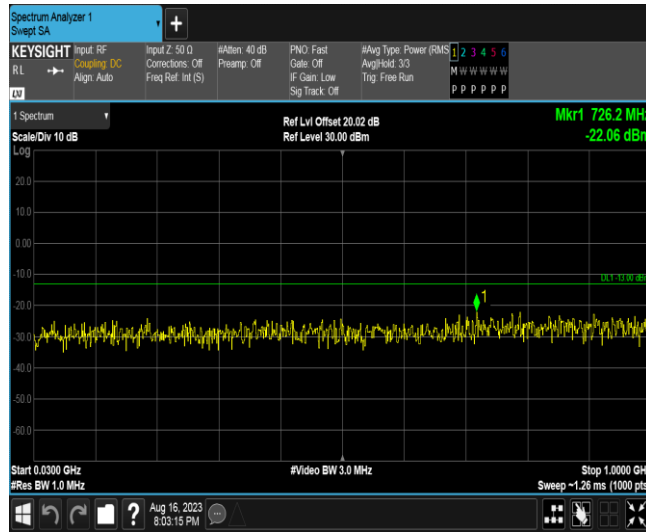 Spectrum Analyzer 1
Swept SA
KEYSIGHT
RL
LXI
Input: RF
Coupling: DC
Align: Auto
Input Z: 50 Ω
Corrections: Off
Freq Ref: Int (S)
#Atten: 40 dB
Preamp: Off
PNO: Fast
Gate: Off
IF Gain: Low
Sig Track: Off
#Avg Type: Power (RMS
Avg|Hold: 3/3
Trig: Free Run
1 2 3 4 5 6
M W W W W W
P P P P P P
1 Spectrum
Scale/Div 10 dB
Ref Lvl Offset 20.02 dB
Ref Level 30.00 dBm
Mkr1 726.2 MHz
-22.06 dBm
Log
20.0
10.0
0.00
-10.0
DL1 -13.00 dBm
1
-20.0
-30.0
-40.0
-50.0
-60.0
Start 0.0300 GHz
#Res BW 1.0 MHz
#Video BW 3.0 MHz
Stop 1.0000 GH
Sweep ~1.26 ms (1000 pts
?
Aug 16, 2023
8:03:15 PM